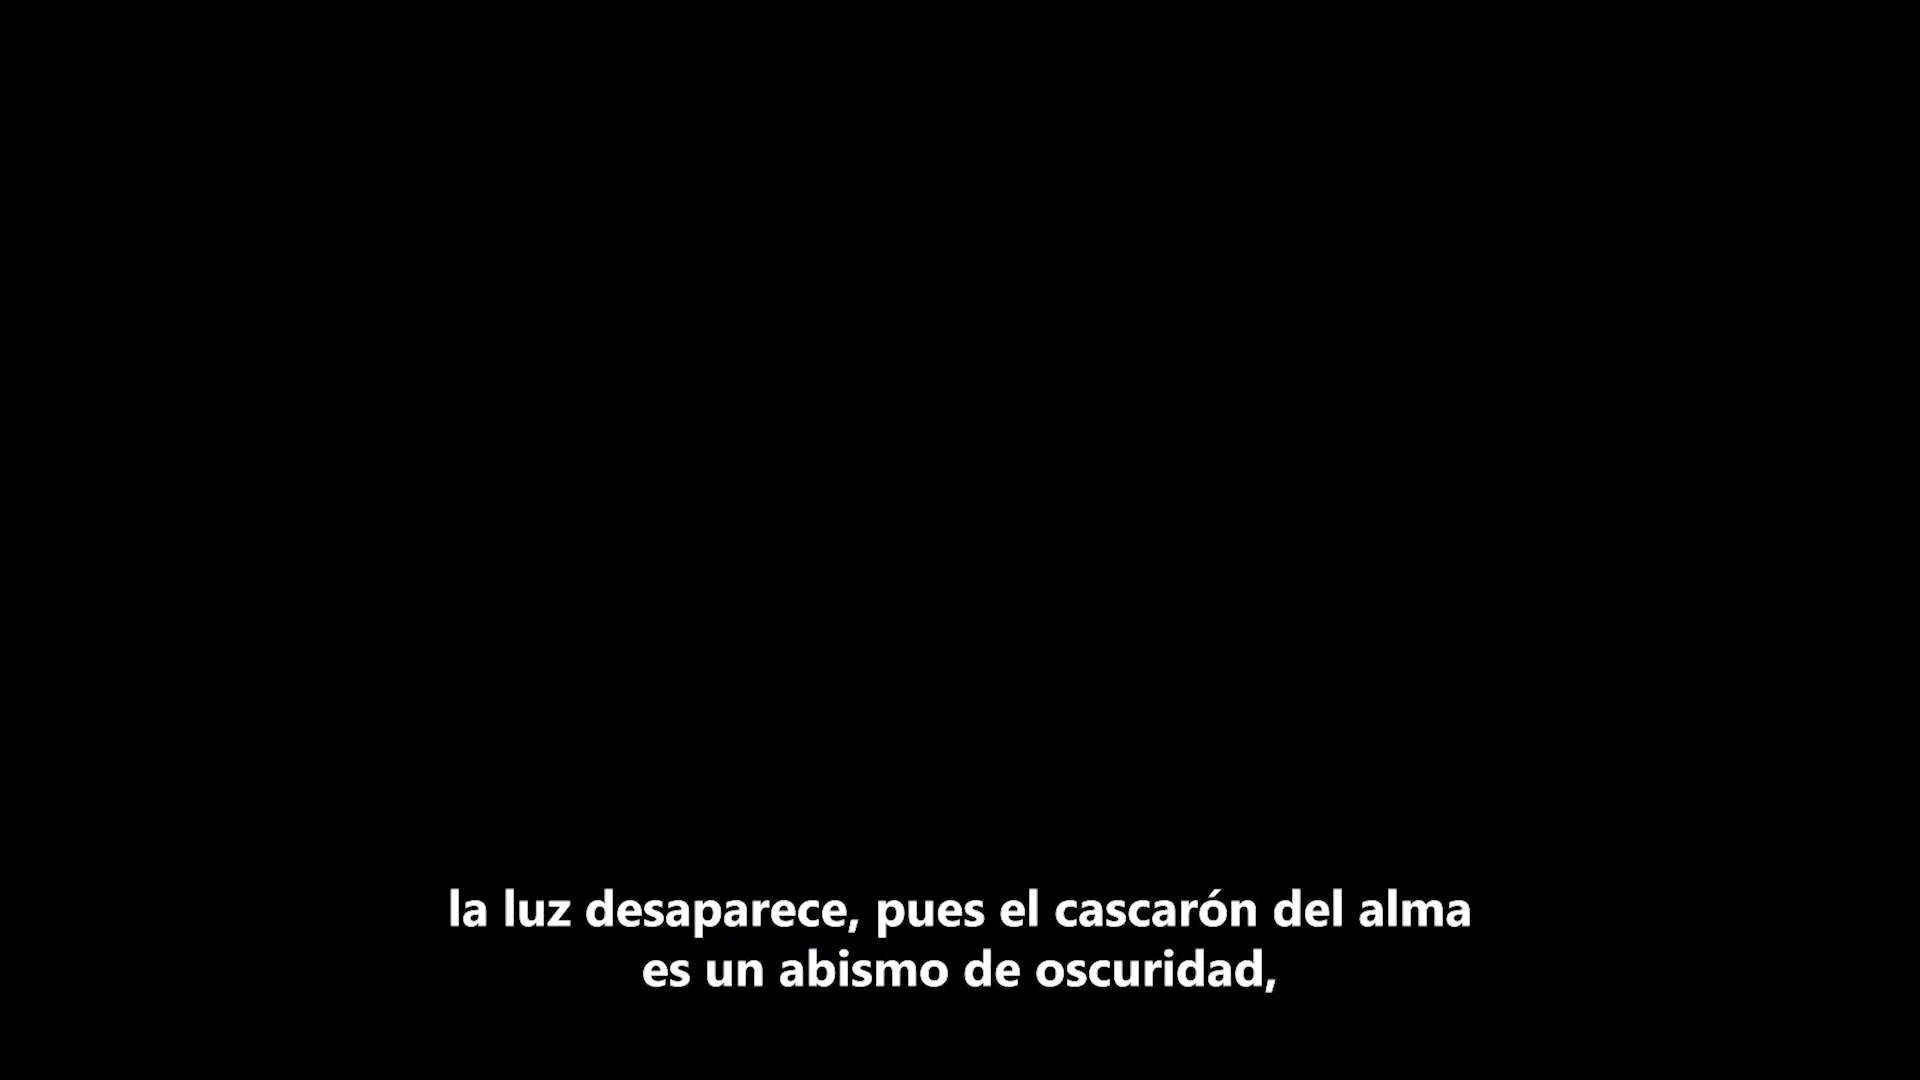 la luz desaparece, pues el cascarón del alma
es un abismo de oscuridad,